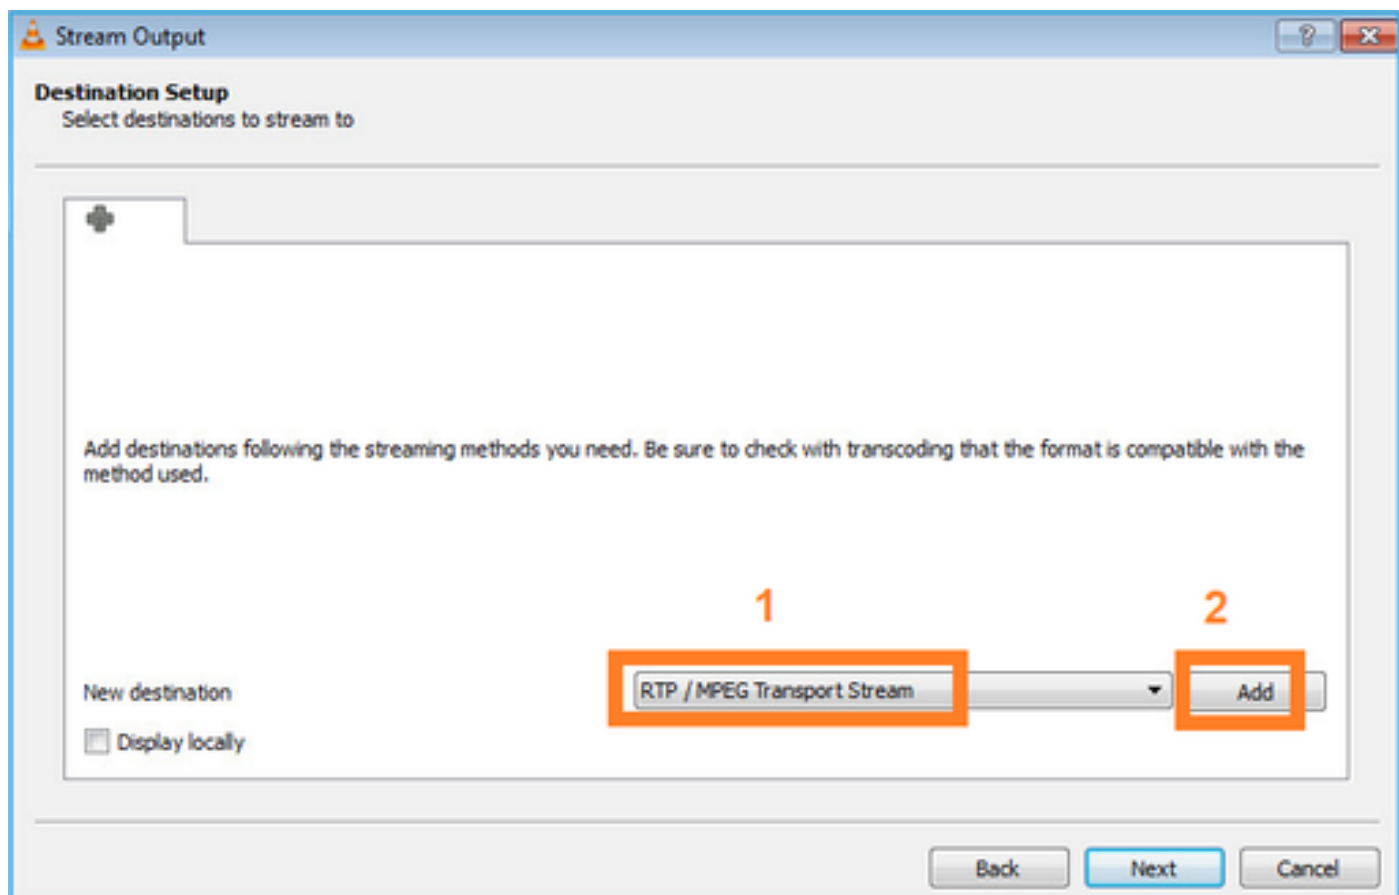 Stream Output
Destination Setup
Select destinations to stream to
Add destinations following the streaming methods you need. Be sure to check with transcoding that the format is compatible with the
method used.
1
2
New destination
RTP / MPEG Transport Stream
Add
Display locally
Back
Next
Cancel